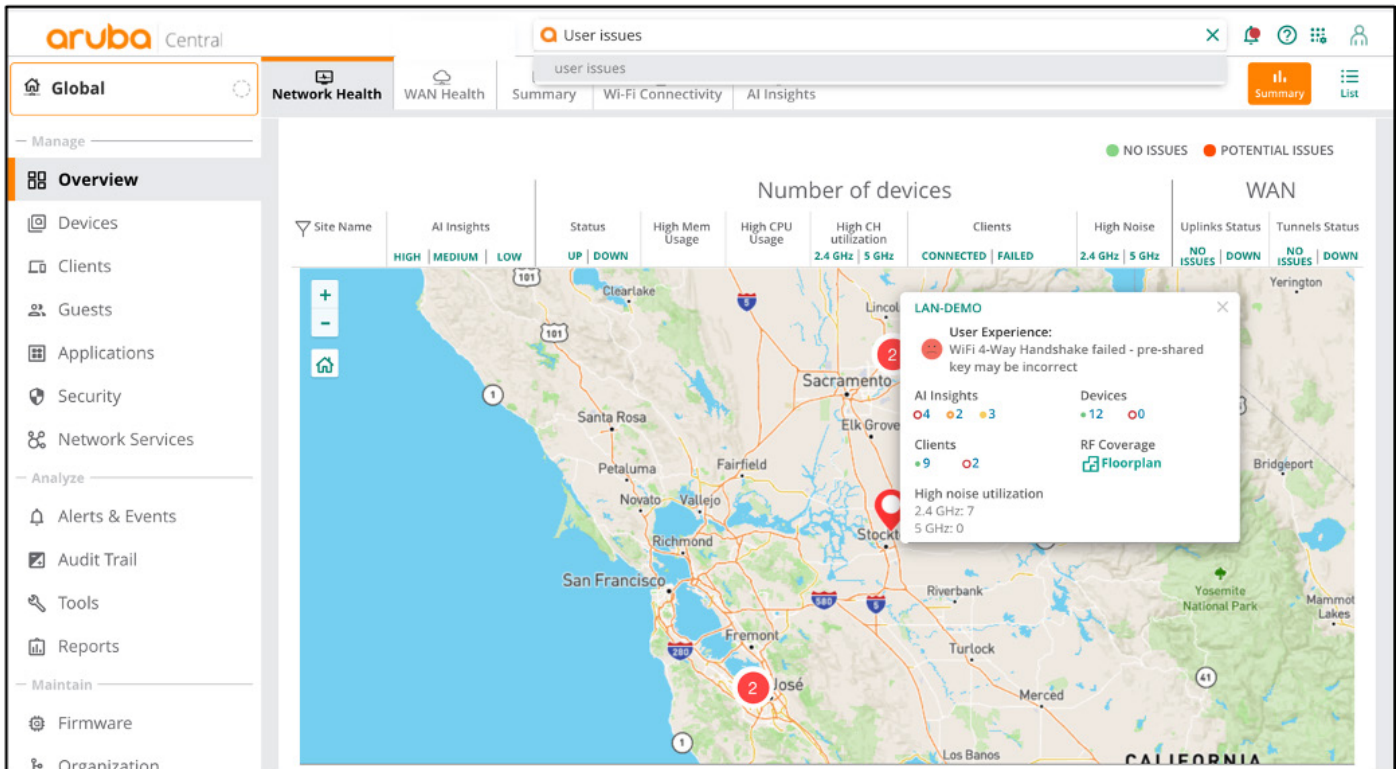 aruba Central
User issues
user issues
Global
Network Health
WAN Health
Summary
Wi-Fi Connectivity
AI Insights
Summary
List
Manage
Overview
Devices
Clients
Guests
Applications
Security
Network Services
Analyze
Alerts & Events
Audit Trail
Tools
Reports
Maintain
Firmware
Organization
NO ISSUES
POTENTIAL ISSUES
Number of devices
WAN
Site Name
AI Insights
HIGH | MEDIUM | LOW
Status
UP | DOWN
High Mem
Usage
High CPU
Usage
High CH
utilization
2.4 GHz | 5 GHz
Clients
CONNECTED | FAILED
High Noise
2.4 GHz | 5 GHz
Uplinks Status
NO
ISSUES | DOWN
Tunnels Status
NO
ISSUES | DOWN
+
-
101
Clearlake
5
Lincol
Yerington
101
2
Sacramento
1
Santa Rosa
Elk Grove
Petaluma
Fairfield
Novato
Vallejo
Bridgeport
Richmond
Stockt
San Francisco
580
5
Riverbank
Yosemite
National Park
Mammot
Lakes
Fremont
280
Turlock
2
José
41
Merced
1
Los Banos
CALIFORNIA
LAN-DEMO
User Experience:
WiFi 4-Way Handshake failed - pre-shared
key may be incorrect
AI Insights
4 2 3
Devices
12 0
Clients
9 2
RF Coverage
Floorplan
High noise utilization
2.4 GHz: 7
5 GHz: 0